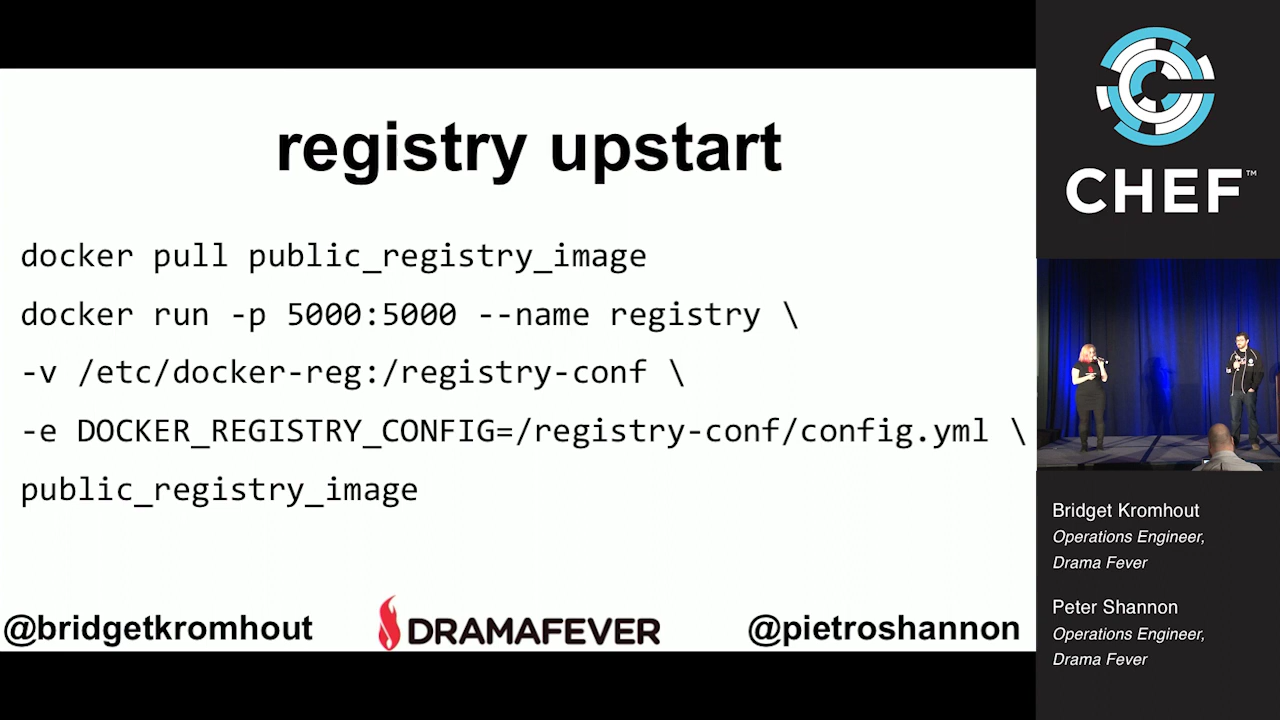 registry upstart
docker pull public_registry_image
docker run -p 5000:5000 --name registry \
-v /etc/docker-reg:/registry-conf \
-e DOCKER_REGISTRY_CONFIG=/registry-conf/config.yml \
public_registry_image
@bridgetkromhout
DRAMAFEVER
@pietroshannon
CHEF™
Bridget Kromhout
Operations Engineer,
Drama Fever
Peter Shannon
Operations Engineer,
Drama Fever